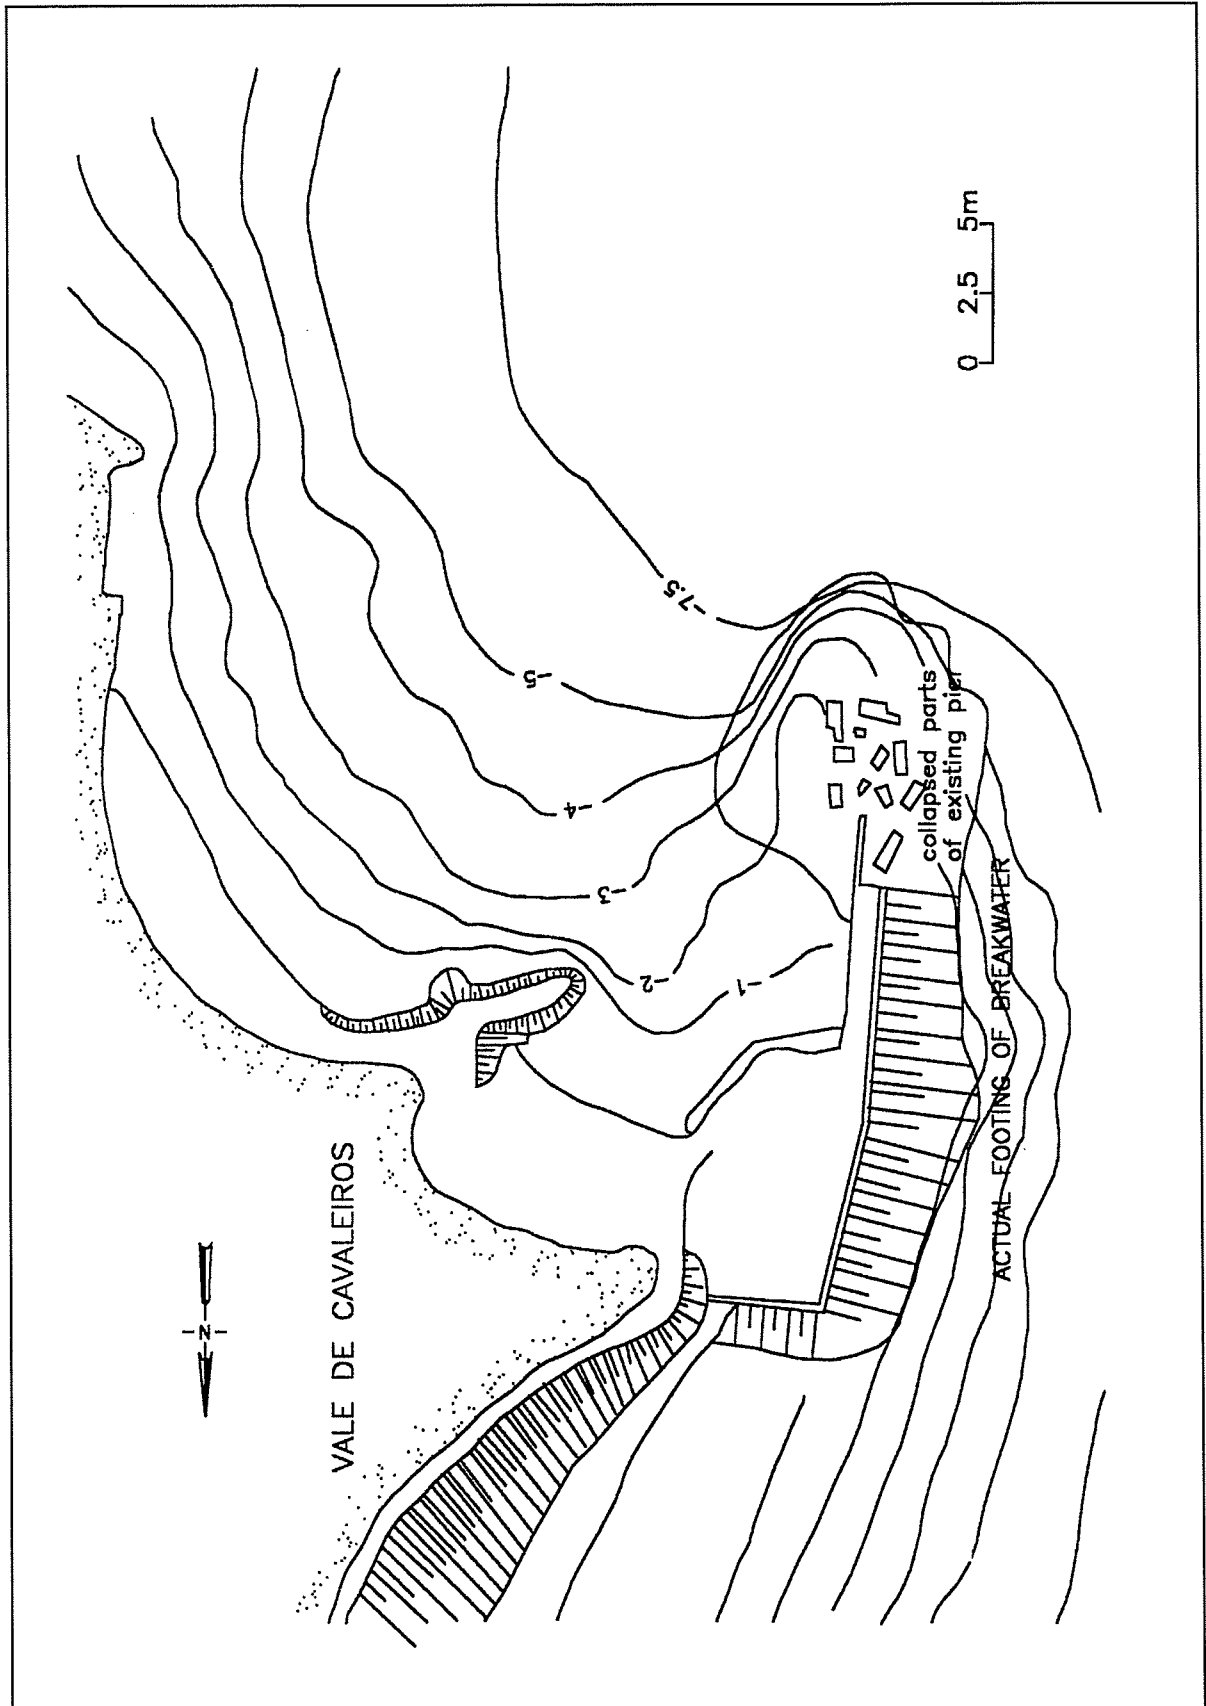 VALE DE CAVALEIROS
-N-
-1
-2
-3
-4
-5
-7.5
collapsed parts
of existing pier
ACTUAL FOOTING OF BREAKWATER
0 2.5 5m